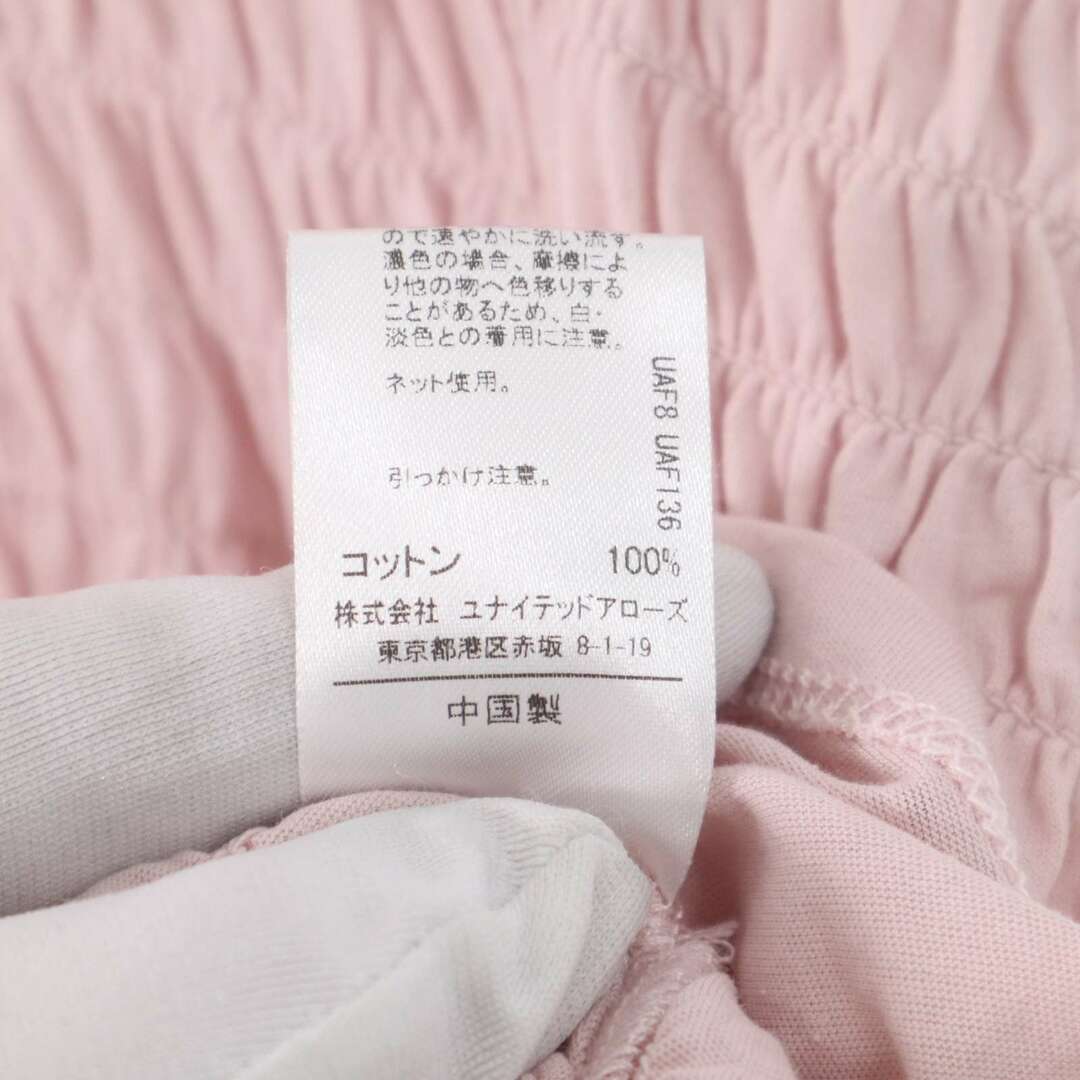 ので速やかに洗い流す。
濃色の場合、摩擦によ
り他の物へ色移りする
ことがあるため、白・
淡色との着用に注意。
ネット使用。
引っかけ注意。
UAF8 UAF136
コットン 100%
株式会社 ユナイテッドアローズ
東京都港区赤坂 8-1-19
中国製